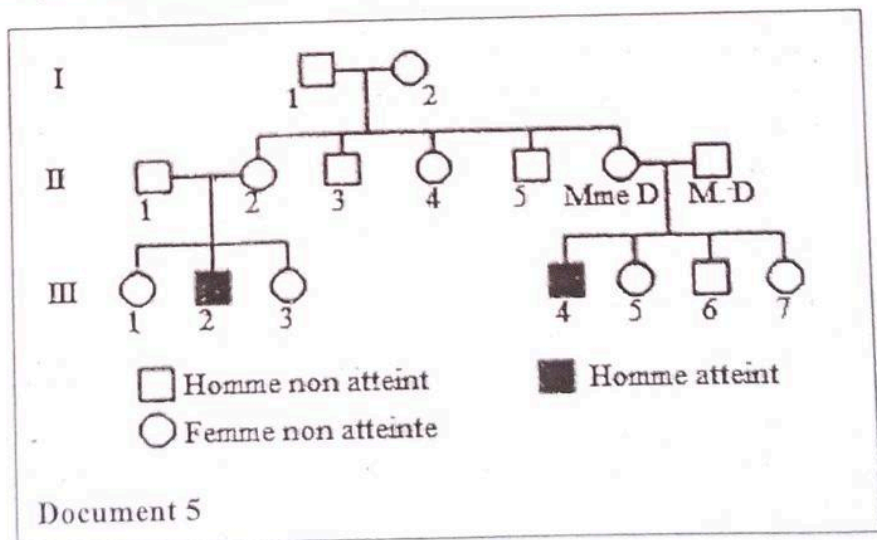 I
1 2
II
1 2 3 4 5 Mme D M. D
III
1 2 3 4 5 6 7
Homme non atteint Homme atteint
Femme non atteinte
Document 5